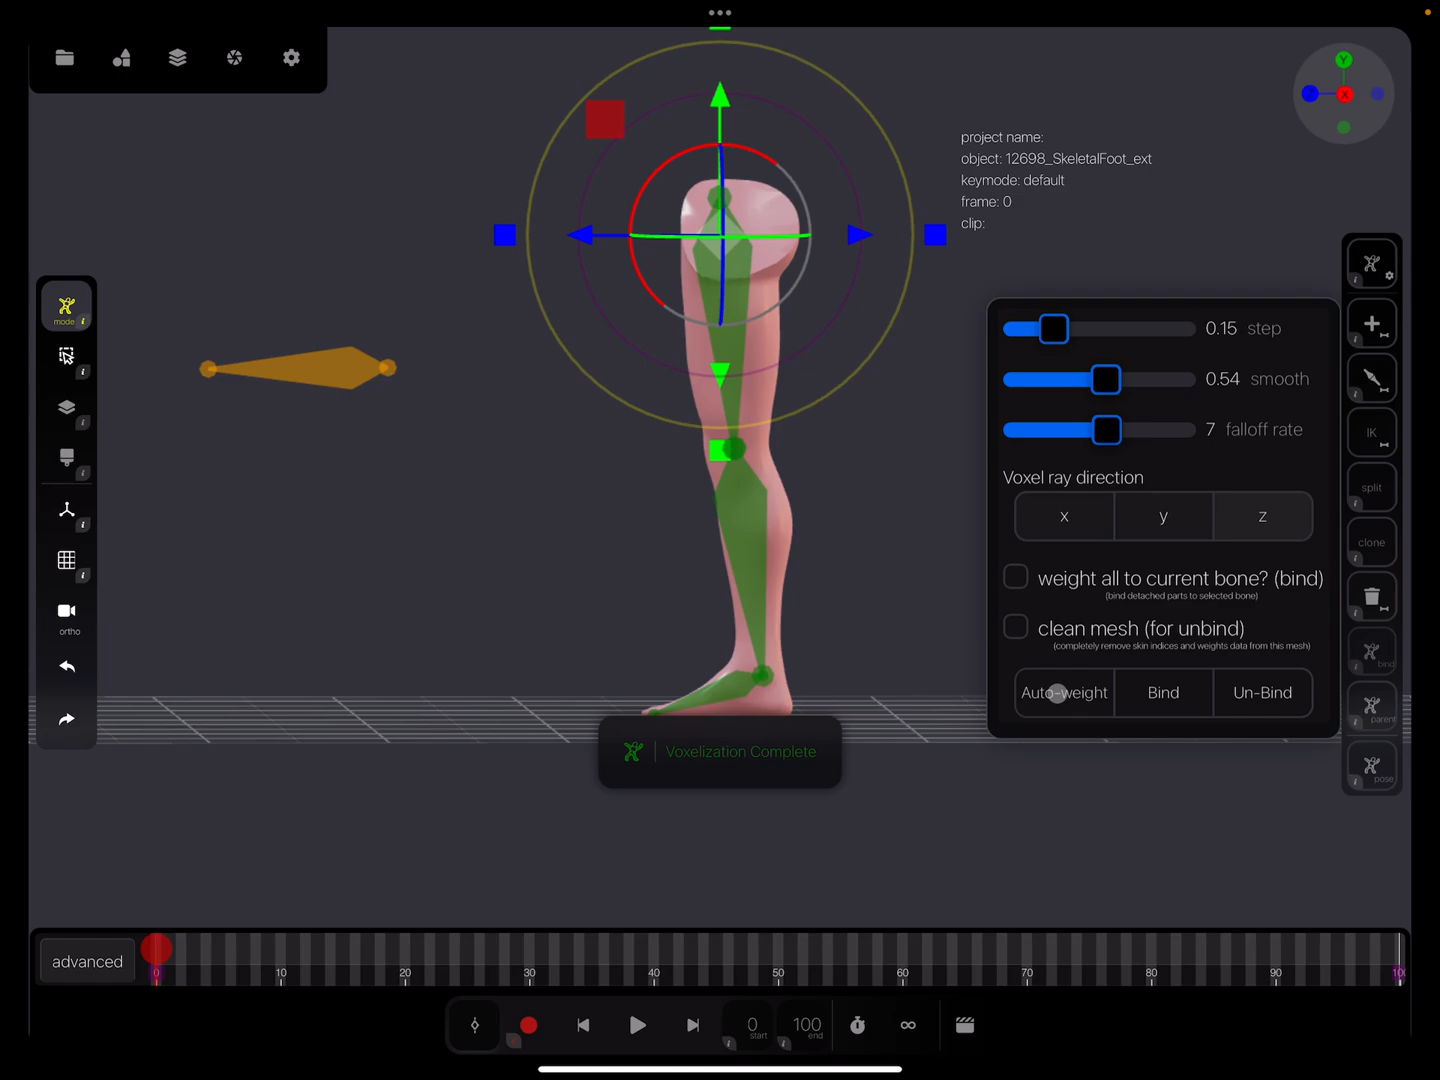 Y
X
project name:
object: 12698_SkeletalFoot_ext
keymode: default
frame: 0
clip:
mode
i
i
i
i
i
i
ortho
0.15 step
0.54 smooth
7 falloff rate
Voxel ray direction
x y z
weight all to current bone? (bind)
(bind detached parts to selected bone)
clean mesh (for unbind)
(completely remove skin indices and weights data from this mesh)
Auto-weight Bind Un-Bind
i
i
i
IK
split
i
clone
i
i
bind
i
parent
i
pose
i
Voxelization Complete
advanced
0 10 20 30 40 50 60 70 80 90 100
0
start
i
100
end
i